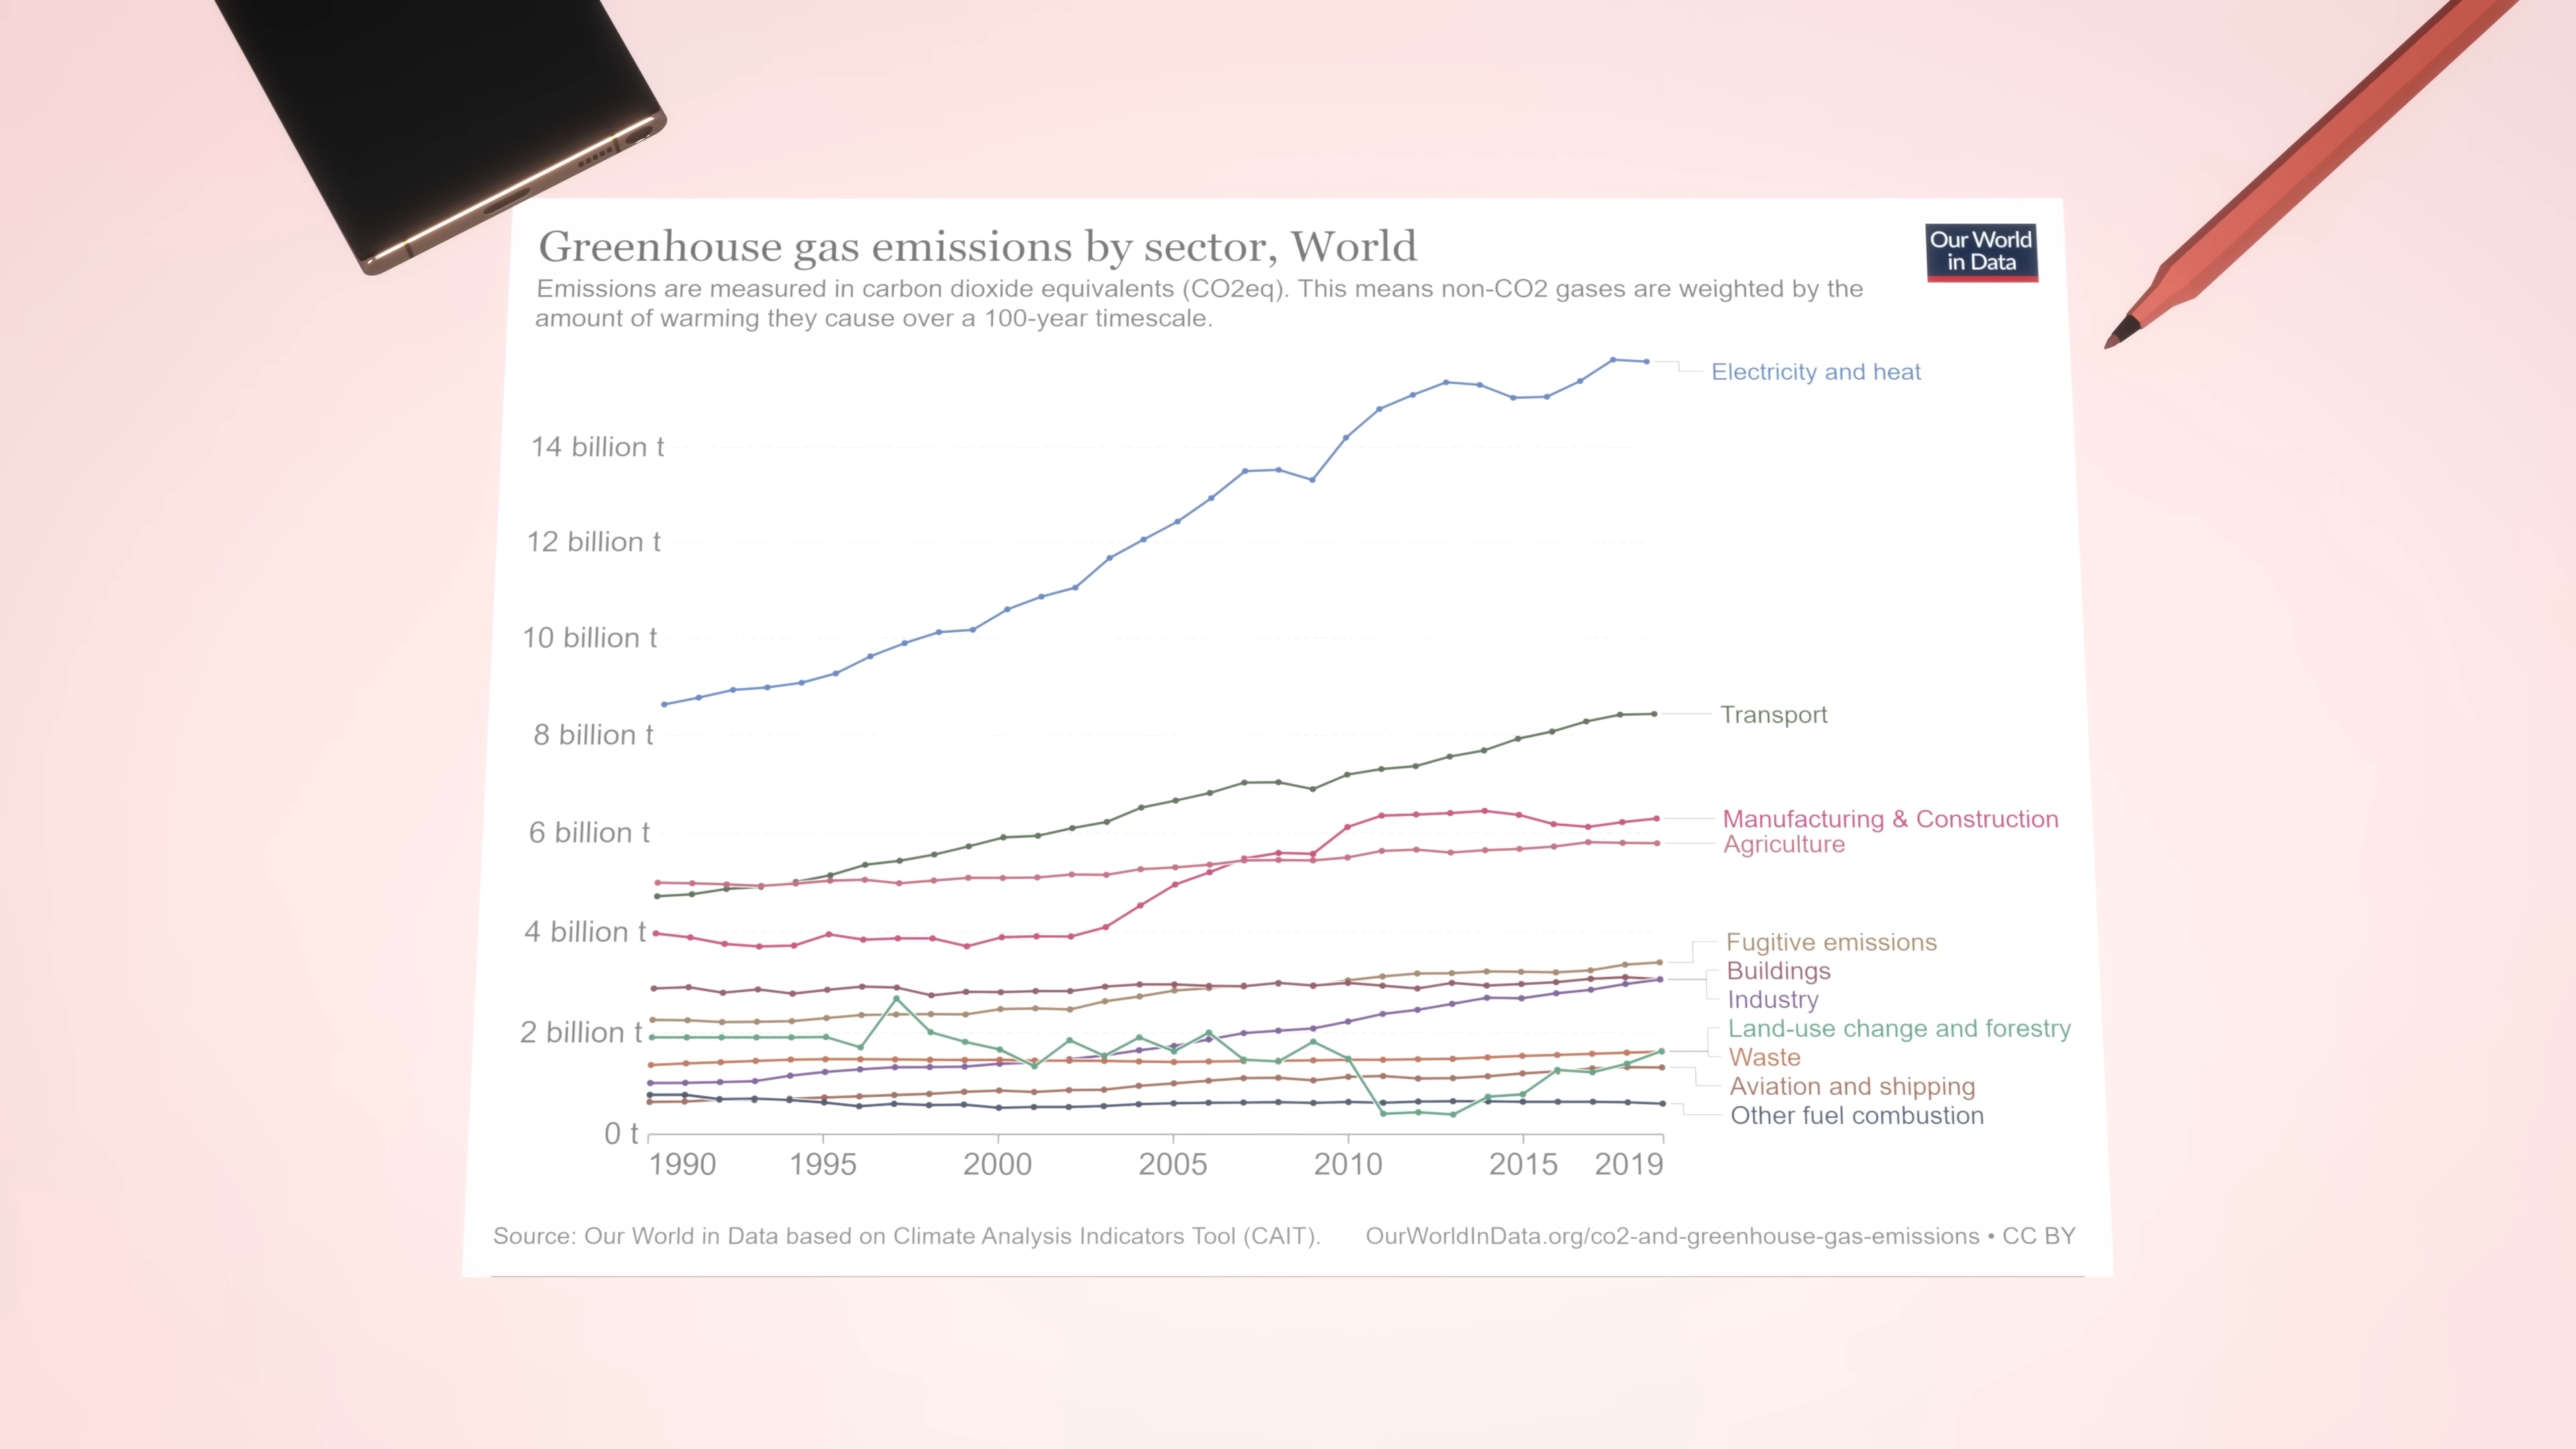 Greenhouse gas emissions by sector, World
Our World
in Data
Emissions are measured in carbon dioxide equivalents (CO2eq). This means non-CO2 gases are weighted by the
amount of warming they cause over a 100-year timescale.
Electricity and heat
14 billion t
12 billion t
10 billion t
8 billion t
Transport
6 billion t
Manufacturing & Construction
Agriculture
4 billion t
Fugitive emissions
Buildings
Industry
2 billion t
Land-use change and forestry
Waste
Aviation and shipping
Other fuel combustion
0 t
1990 1995 2000 2005 2010 2015 2019
Source: Our World in Data based on Climate Analysis Indicators Tool (CAIT). OurWorldInData.org/co2-and-greenhouse-gas-emissions • CC BY